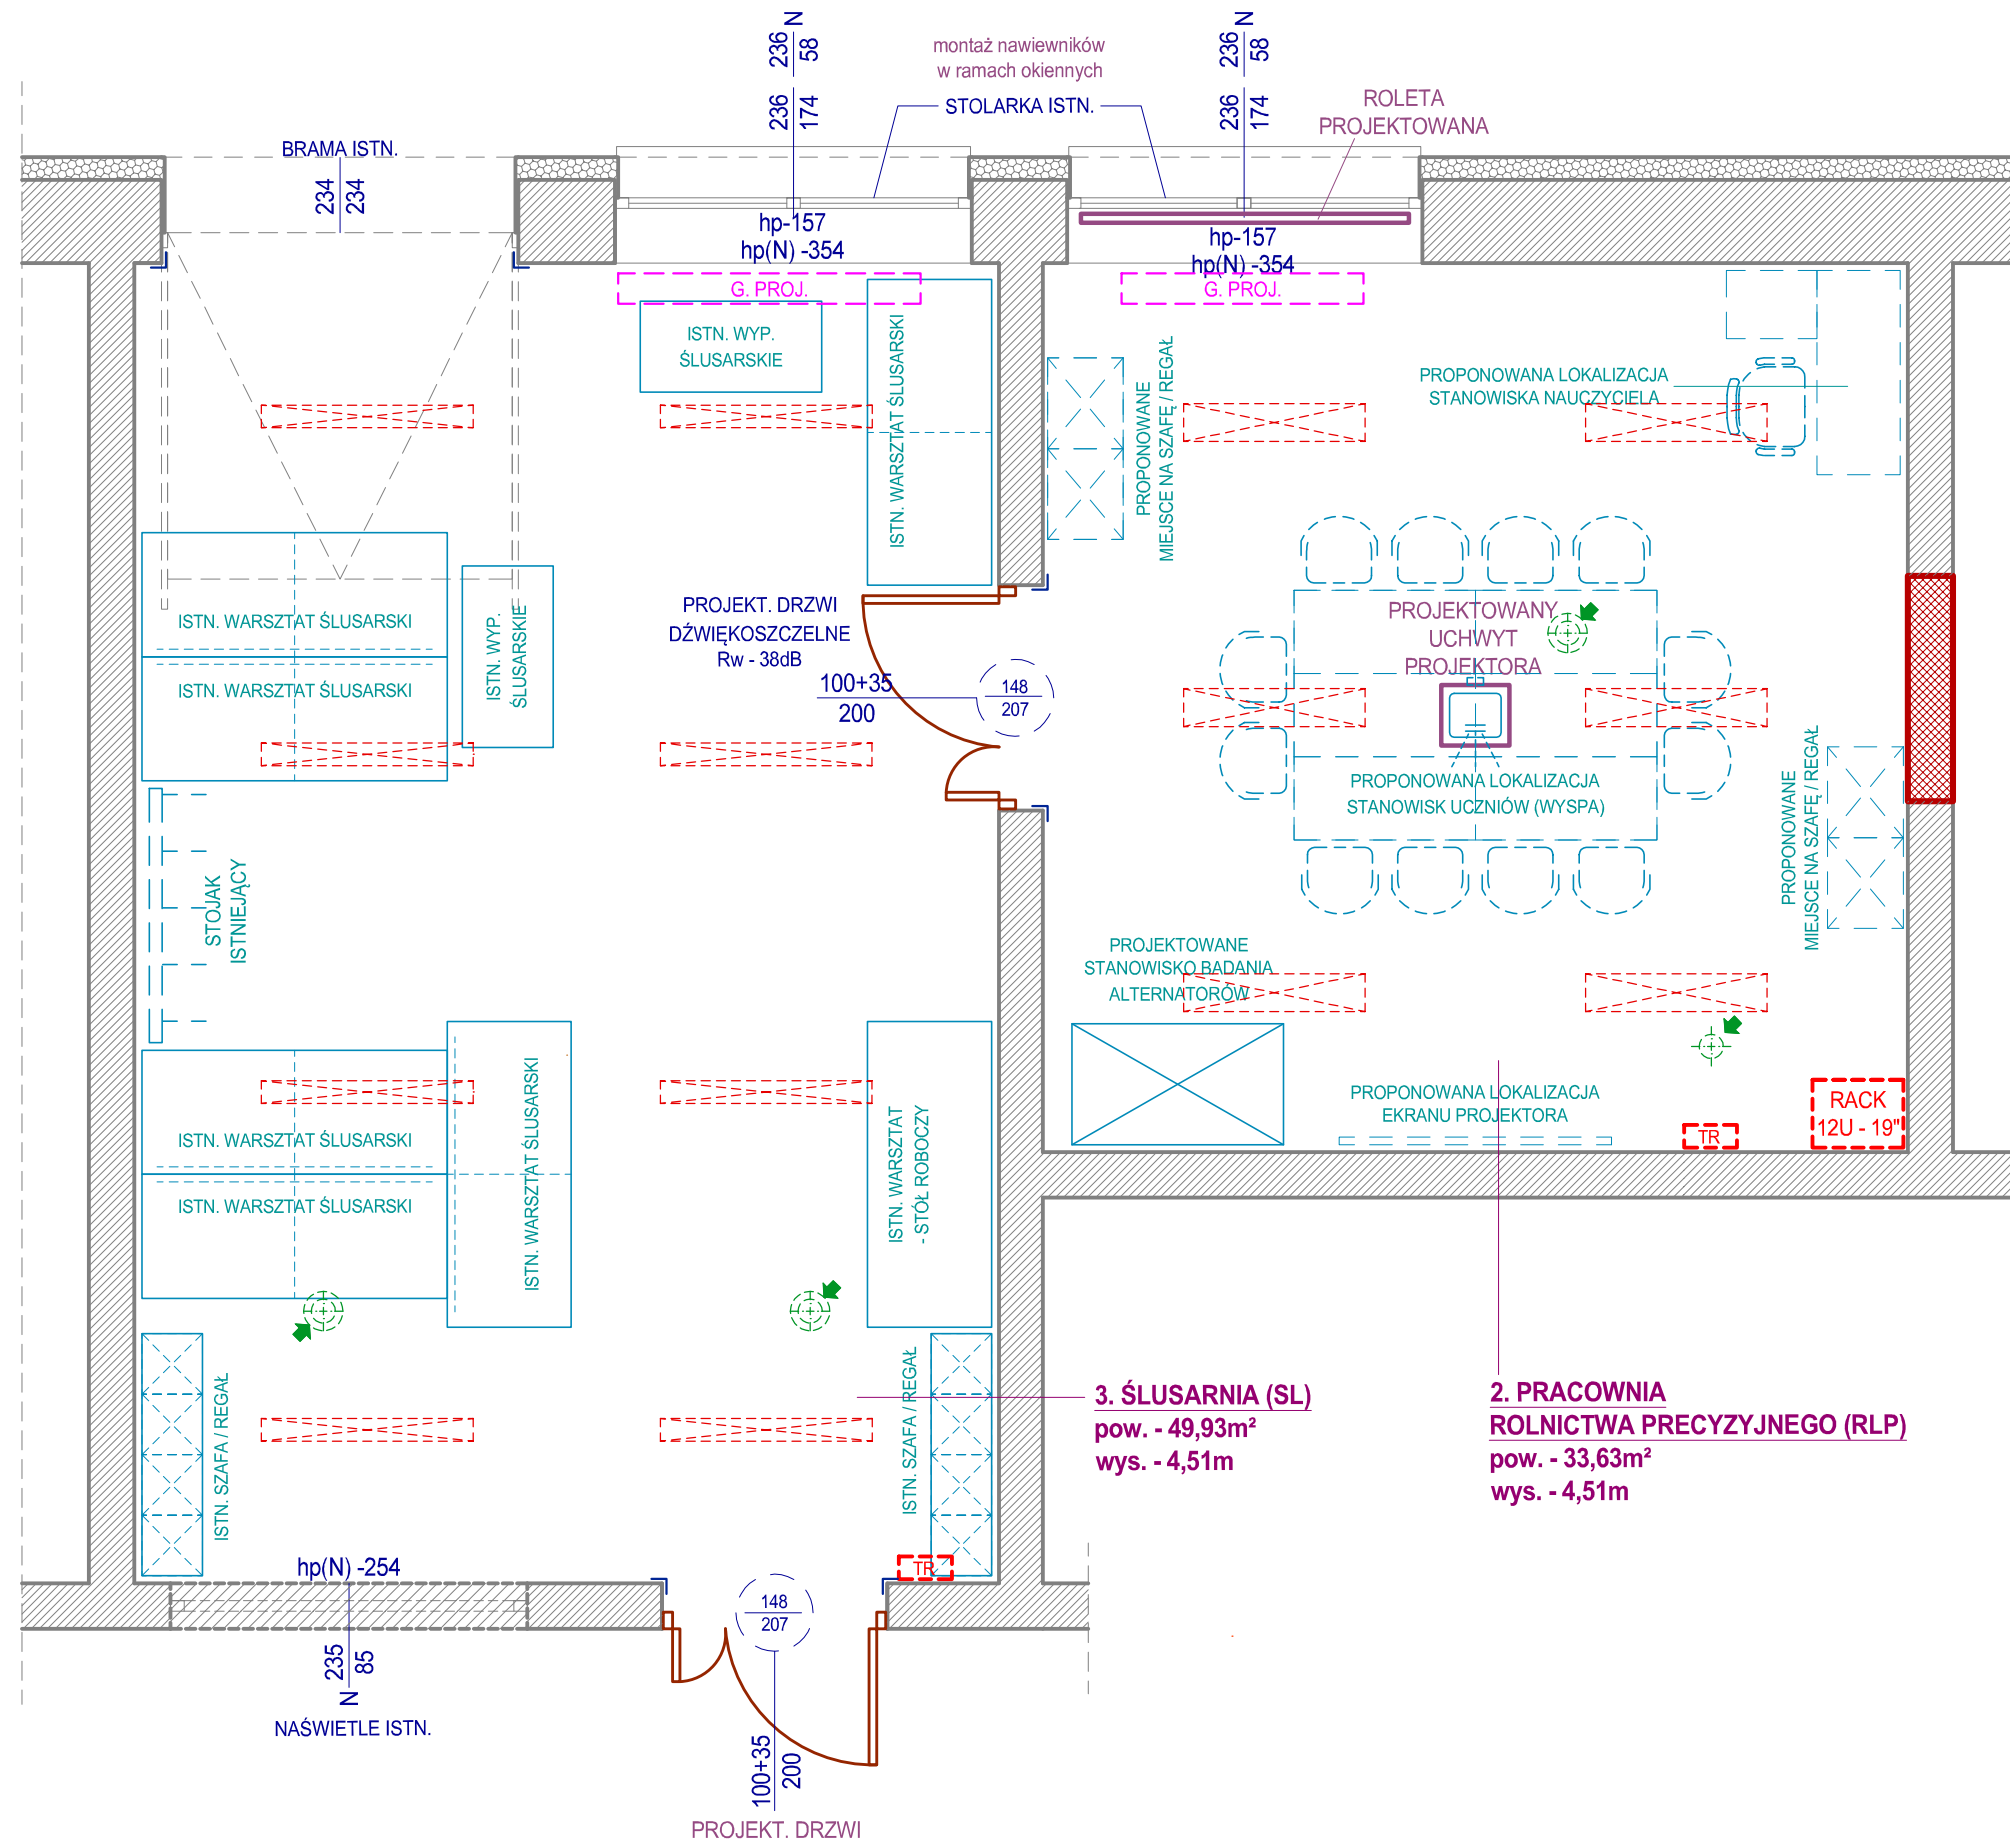 236
58
N
236
174
montaż nawiewników
w ramach okiennych
STOLARKA ISTN.
236
58
N
236
174
ROLETA
PROJEKTOWANA
BRAMA ISTN.
234
234
hp-157
hp(N) -354
hp-157
hp(N) -354
G. PROJ.
G. PROJ.
ISTN. WYP.
ŚLUSARSKIE
ISTN. WARSZTAT ŚLUSARSKI
PROPONOWANE
MIEJSCE NA SZAFĘ / REGAŁ
PROPONOWANA LOKALIZACJA
STANOWISKA NAUCZYCIELA
ISTN. WARSZTAT ŚLUSARSKI
ISTN. WARSZTAT ŚLUSARSKI
ISTN. WYP.
ŚLUSARSKIE
PROJEKT. DRZWI
DŹWIĘKOSZCZELNE
Rw - 38dB
100+35
200
148
207
PROJEKTOWANY
UCHWYT
PROJEKTORA
PROPONOWANA LOKALIZACJA
STANOWISK UCZNIÓW (WYSPA)
PROPONOWANE
MIEJSCE NA SZAFĘ / REGAŁ
STOJAK
ISTNIEJĄCY
PROJEKTOWANE
STANOWISKO BADANIA
ALTERNATORÓW
PROPONOWANA LOKALIZACJA
EKRANU PROJEKTORA
TR
RACK
12U - 19"
ISTN. WARSZTAT ŚLUSARSKI
ISTN. WARSZTAT ŚLUSARSKI
ISTN. WARSZTAT ŚLUSARSKI
ISTN. WARSZTAT
- STÓŁ ROBOCZY
ISTN. SZAFA / REGAŁ
ISTN. SZAFA / REGAŁ
3. ŚLUSARNIA (SL)
pow. - 49,93m²
wys. - 4,51m
2. PRACOWNIA
ROLNICTWA PRECYZYJNEGO (RLP)
pow. - 33,63m²
wys. - 4,51m
TR
hp(N) -254
148
207
235
85
N
NAŚWIETLE ISTN.
100+35
200
PROJEKT. DRZWI